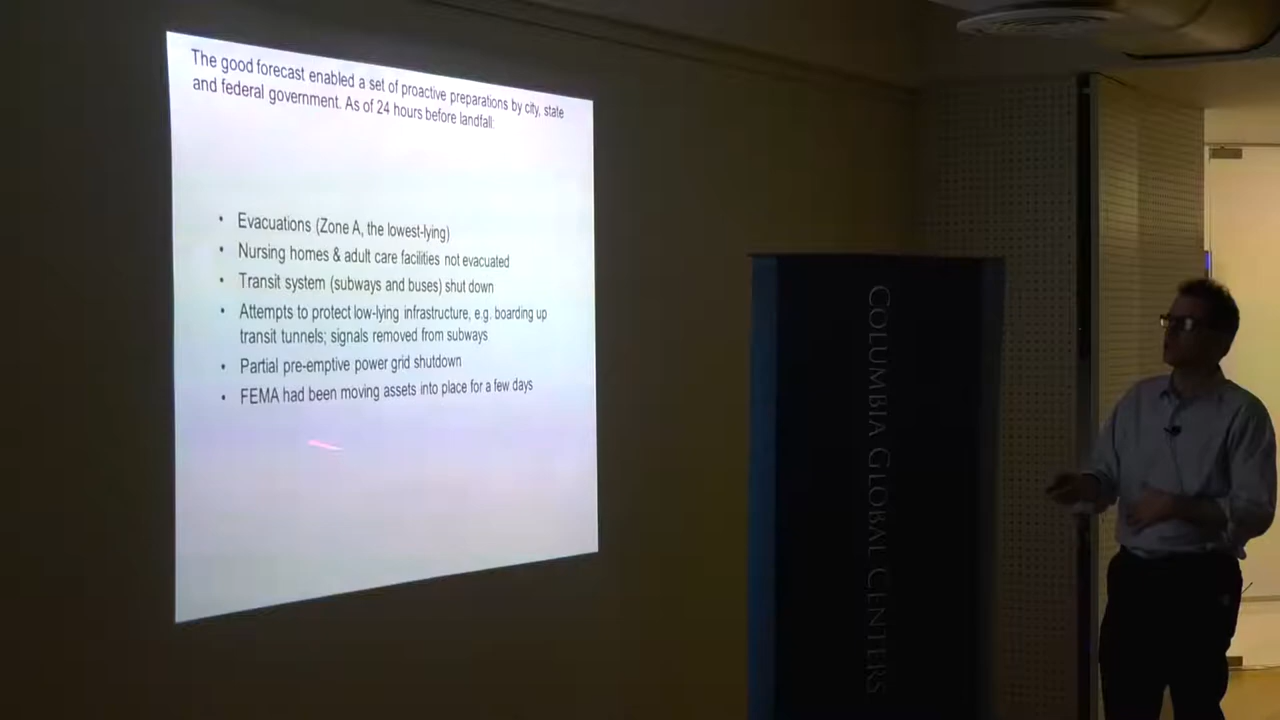 The good forecast enabled a set of proactive preparations by city, state
and federal government. As of 24 hours before landfall:
• Evacuations (Zone A, the lowest-lying)
• Nursing homes & adult care facilities not evacuated
• Transit system (subways and buses) shut down
• Attempts to protect low-lying infrastructure, e.g. boarding up
transit tunnels; signals removed from subways
• Partial pre-emptive power grid shutdown
• FEMA had been moving assets into place for a few days
COLUMBIA GLOBAL CENTERS